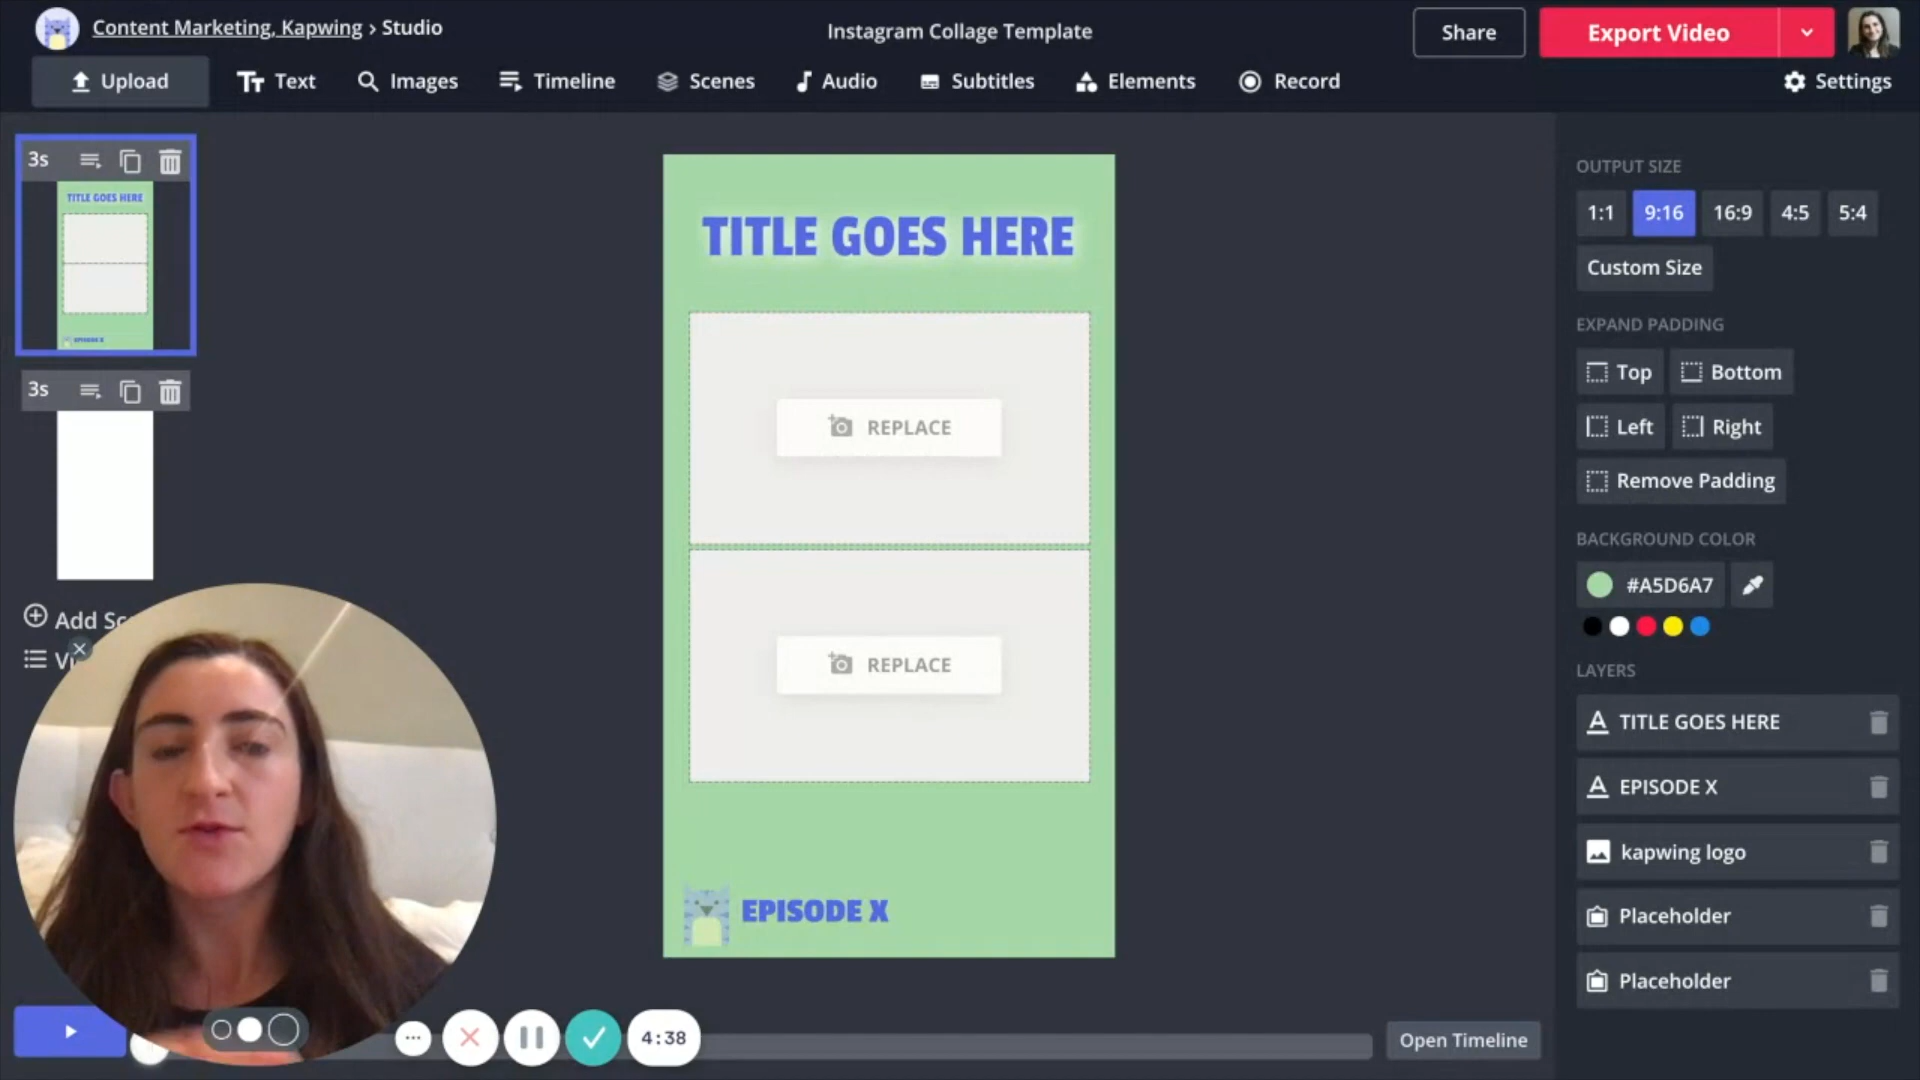 Content Marketing, Kapwing › Studio
Instagram Collage Template
Share
Export Video
Upload
Text
Images
Timeline
Scenes
Audio
Subtitles
Elements
Record
Settings
3s
TITLE GOES HERE
EPISODE X
3s
Add
TITLE GOES HERE
REPLACE
REPLACE
EPISODE X
OUTPUT SIZE
1:1
9:16
16:9
4:5
5:4
Custom Size
EXPAND PADDING
Top
Bottom
Left
Right
Remove Padding
BACKGROUND COLOR
#A5D6A7
LAYERS
TITLE GOES HERE
EPISODE X
kapwing logo
Placeholder
Placeholder
4:38
Open Timeline